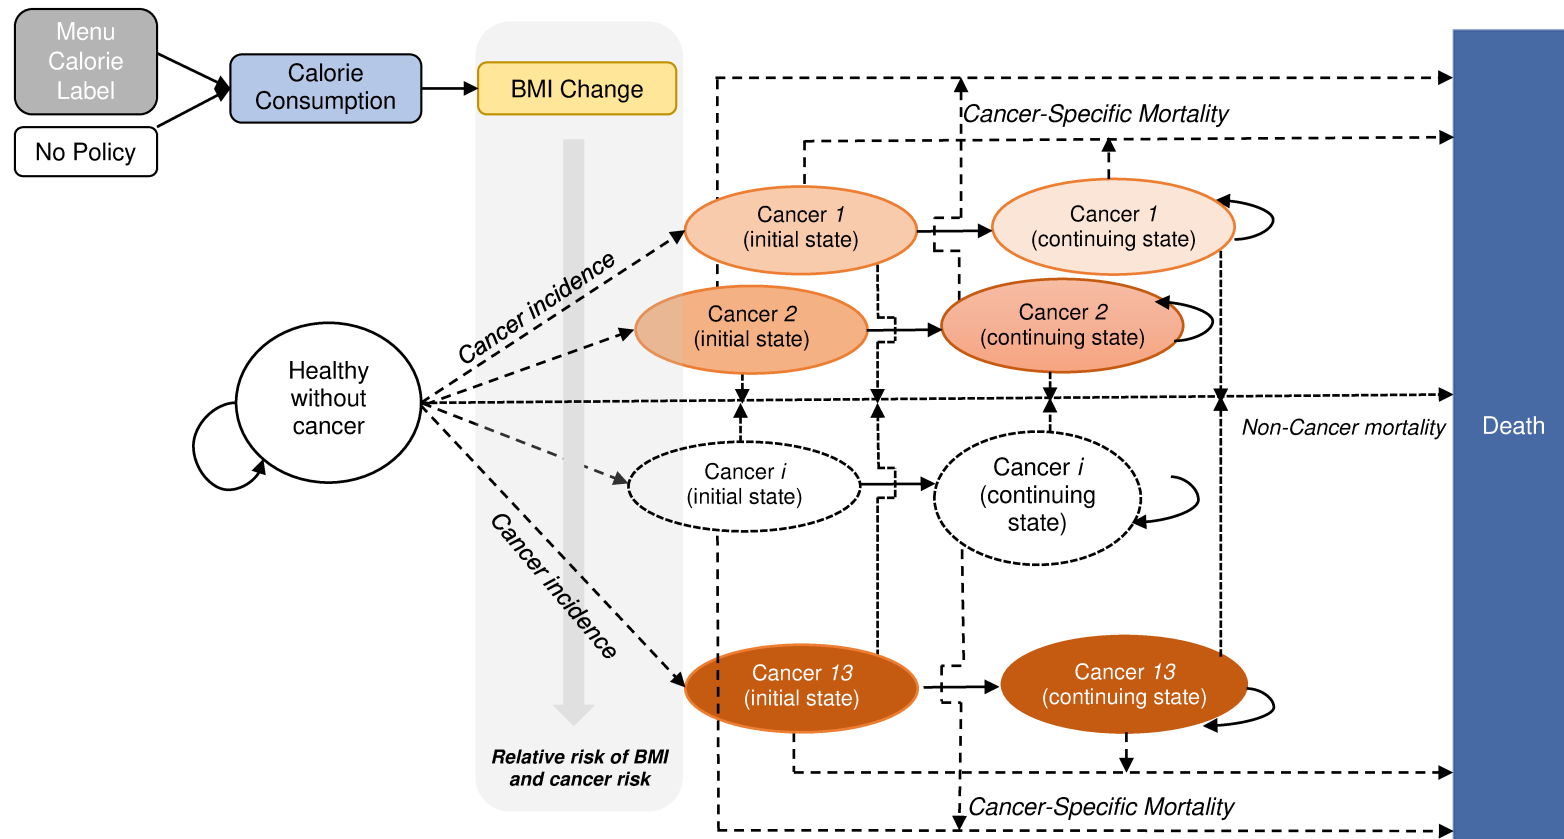 Menu
Calorie
Label
No Policy
Calorie
Consumption
BMI Change
Cancer-Specific Mortality
Cancer 1
(initial state)
Cancer 1
(continuing state)
Cancer incidence
Cancer 2
(initial state)
Cancer 2
(continuing state)
Healthy
without
cancer
Non-Cancer mortality
Death
Cancer i
(initial state)
Cancer i
(continuing
state)
Cancer incidence
Cancer 13
(initial state)
Cancer 13
(continuing state)
Relative risk of BMI
and cancer risk
Cancer-Specific Mortality